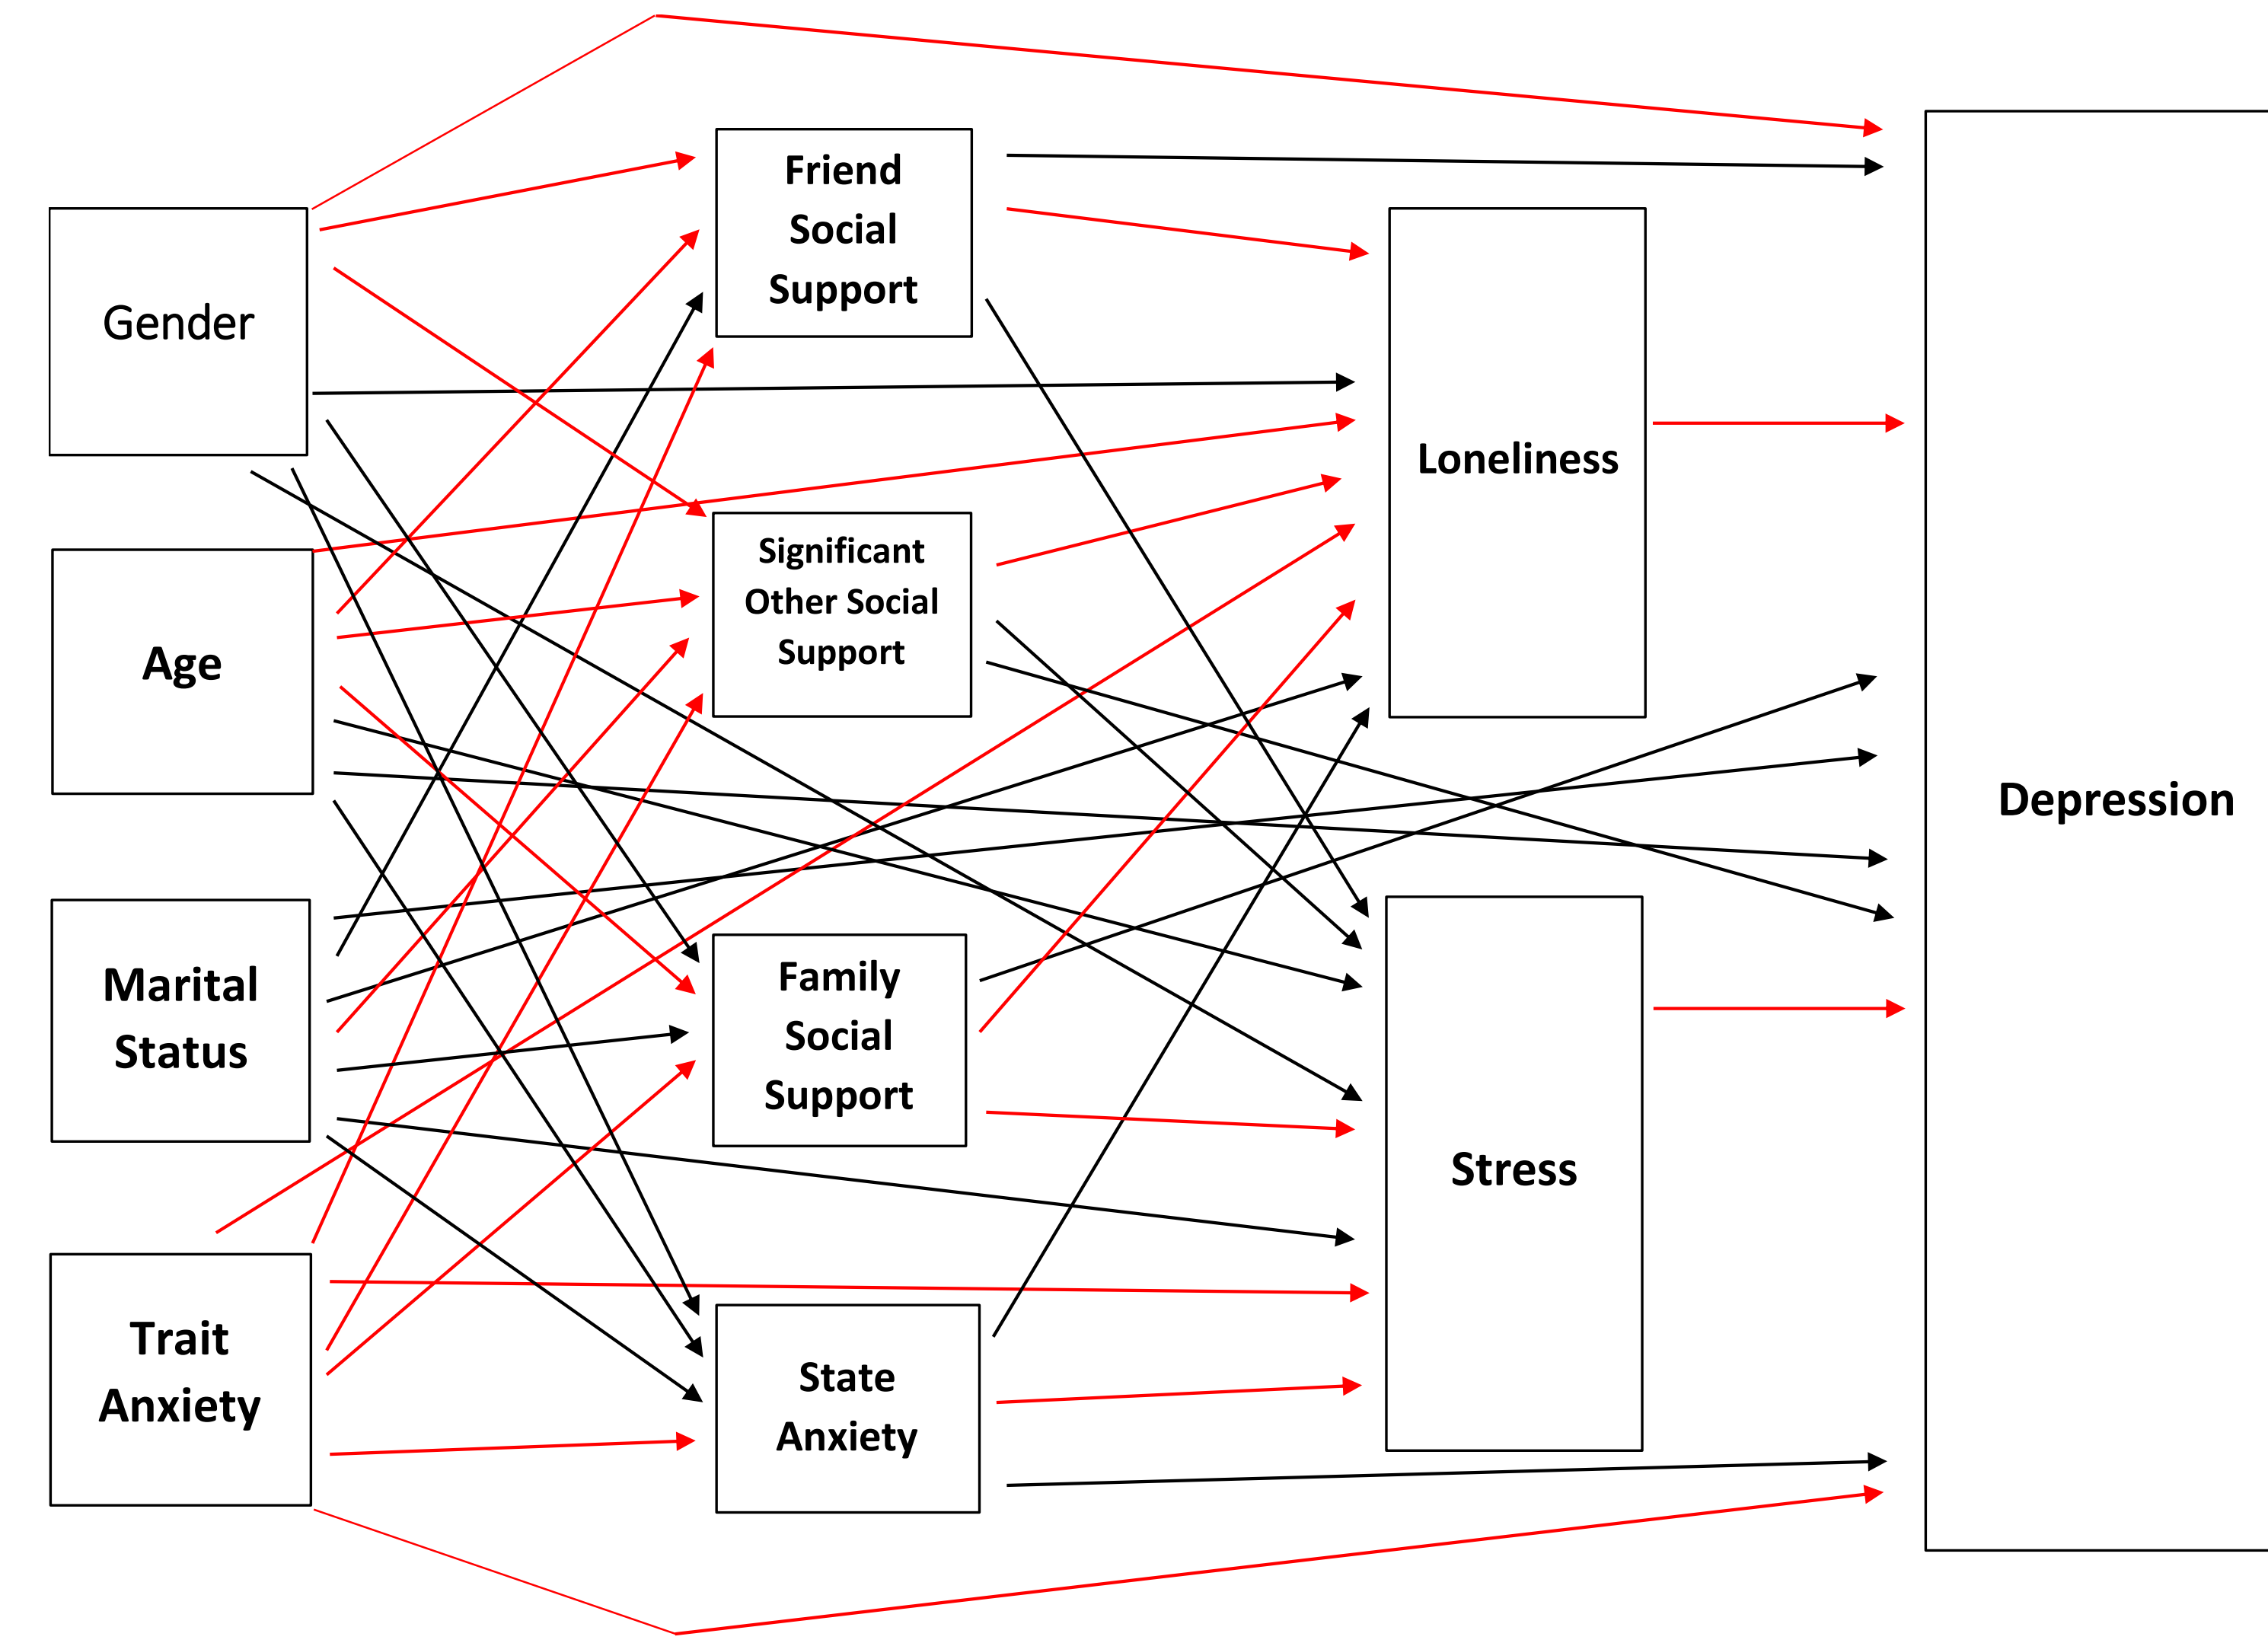 Gender
Age
Marital
Status
Trait
Anxiety
Friend
Social
Support
Significant
Other Social
Support
Family
Social
Support
State
Anxiety
Loneliness
Stress
Depression